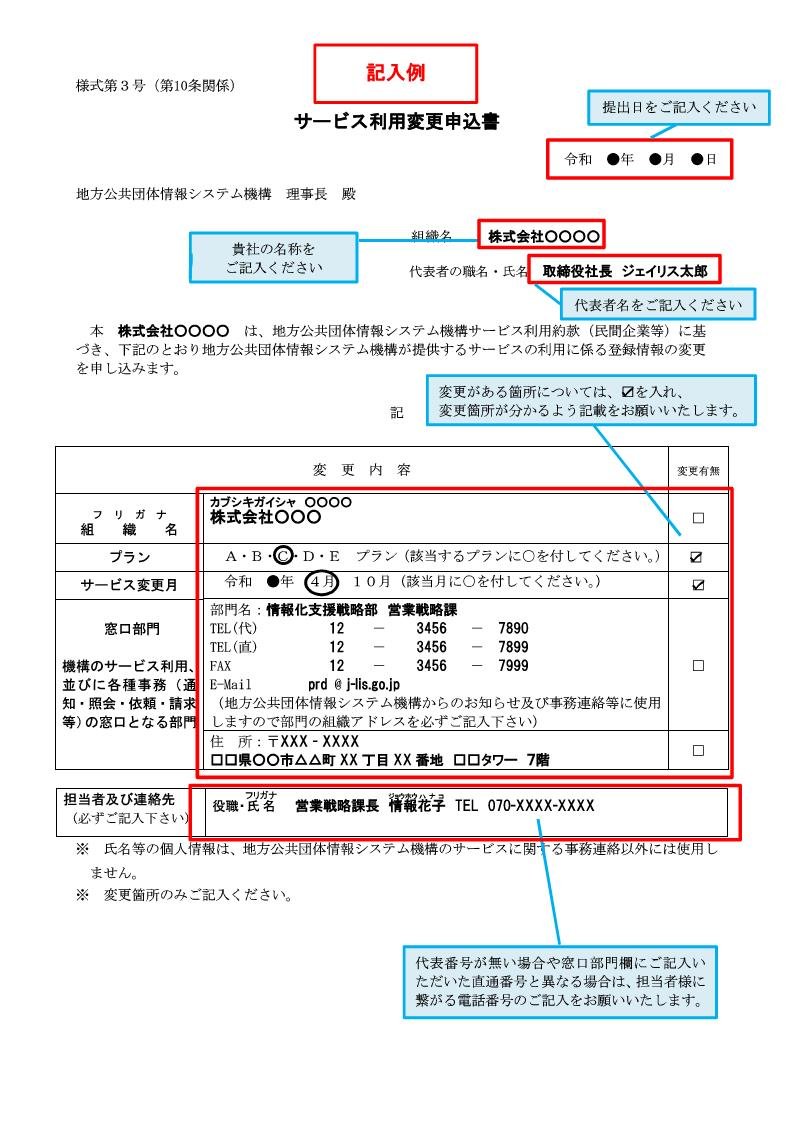 記入例
様式第３号（第10条関係）
提出日をご記入ください
サービス利用変更申込書
令和　●年　●月　●日
地方公共団体情報システム機構　理事長　殿
貴社の名称を
ご記入ください
組織名　株式会社〇〇〇〇
代表者の職名・氏名　取締役社長　ジェイリス太郎
代表者名をご記入ください
本　株式会社〇〇〇〇　は、地方公共団体情報システム機構サービス利用約款（民間企業等）に基
づき、下記のとおり地方公共団体情報システム機構が提供するサービスの利用に係る登録情報の変更
を申し込みます。
変更がある箇所については、☑を入れ、
変更箇所が分かるよう記載をお願いいたします。
記
変　更　内　容　変更有無
フリガナ　カブシキガイシャ　〇〇〇〇
組　織　名　株式会社〇〇〇　□
プラン　A・B・C・D・E　プラン（該当するプランに○を付してください。）　☑
サービス変更月　令和　●年　４月　１０月（該当月に○を付してください。）　☑
窓口部門
機構のサービス利用、
並びに各種事務（通
知・照会・依頼・請求
等）の窓口となる部門
部門名：情報化支援戦略部　営業戦略課
TEL(代)　12　－　3456　－　7890
TEL(直)　12　－　3456　－　7899
FAX　12　－　3456　－　7999
E-Mail　prd @ j-lis.go.jp
（地方公共団体情報システム機構からのお知らせ及び事務連絡等に使用
しますので部門の組織アドレスを必ずご記入下さい）
□
住　所：〒XXX－XXXX
□□県〇〇市△△町 XX 丁目 XX 番地　□□タワー　7階
□
担当者及び連絡先
（必ずご記入下さい）
フリガナ　ジョウホウハナコ
役職・氏名　営業戦略課長　情報花子　TEL　070-XXXX-XXXX
※　氏名等の個人情報は、地方公共団体情報システム機構のサービスに関する事務連絡以外には使用し
ません。
※　変更箇所のみご記入ください。
代表番号が無い場合や窓口部門欄にご記入い
ただいた直通番号と異なる場合は、担当者様に
繋がる電話番号のご記入をお願いいたします。